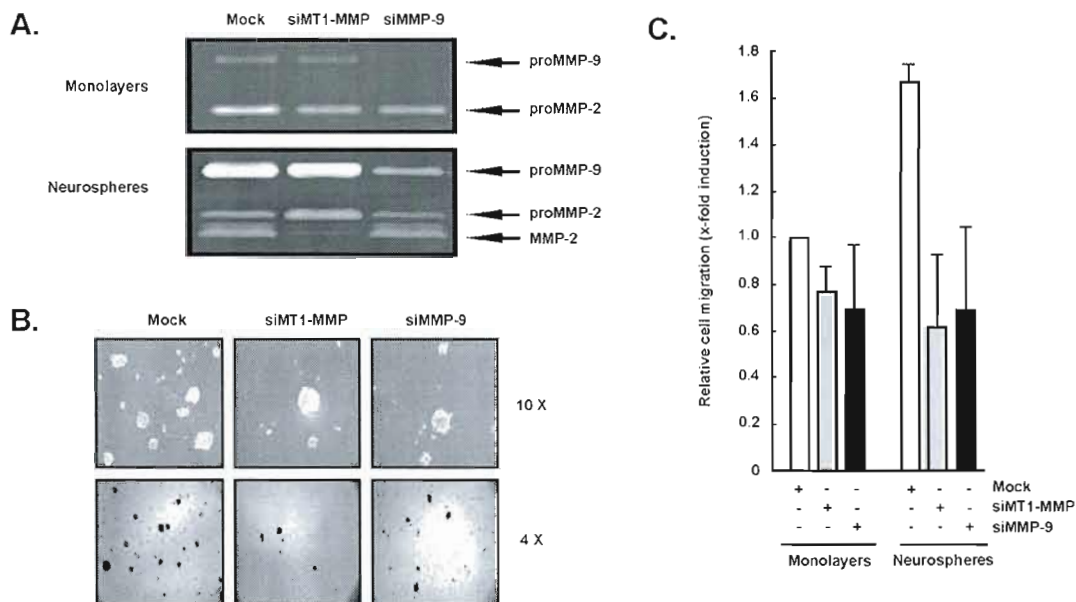 A.
Mock siMT1-MMP siMMP-9
Monolayers
proMMP-9
proMMP-2
Neurospheres
proMMP-9
proMMP-2
MMP-2
B.
Mock siMT1-MMP siMMP-9
10 X
4 X
C.
Relative cell migration (x-fold induction)
1.8
1.6
1.4
1.2
1.0
0.8
0.6
0.4
0.2
0
+ - - + - - Mock
- + - - + - siMT1-MMP
- - + - - + siMMP-9
Monolayers Neurospheres